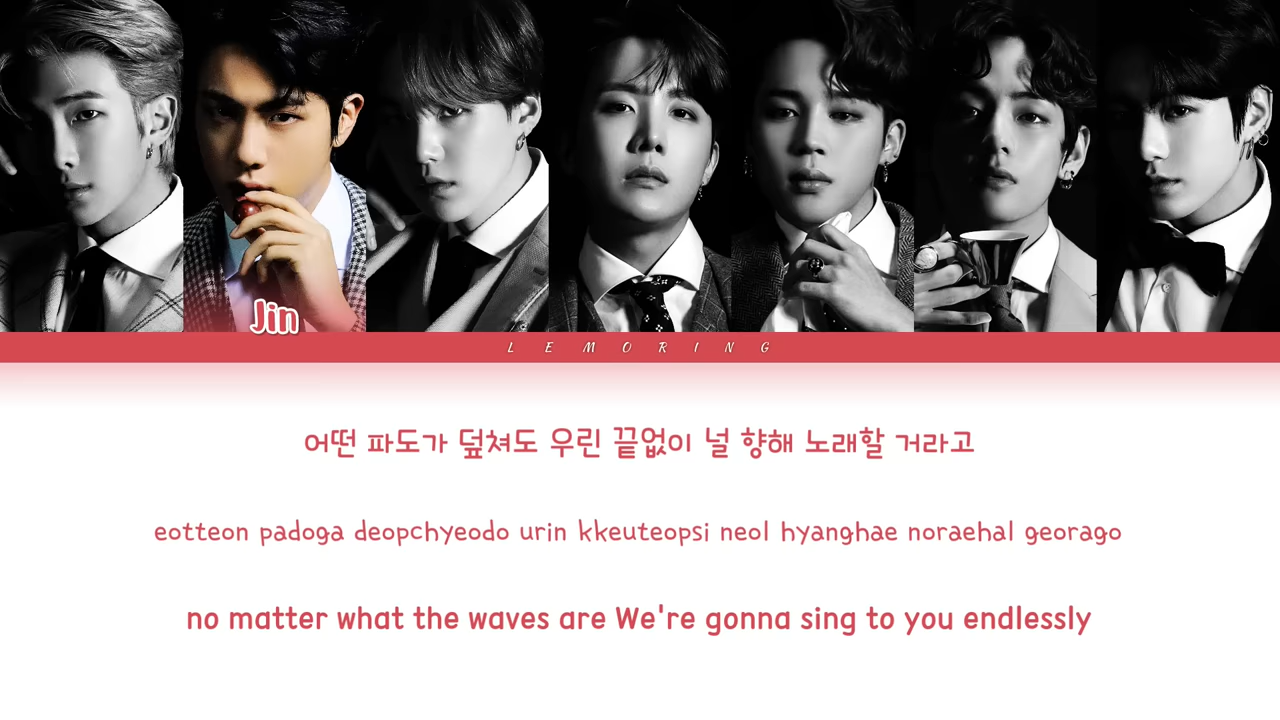 Jin
LEMORING
어떤 파도가 덮쳐도 우린 끝없이 널 향해 노래할 거라고
eotteon padoga deopchyeodo urin kkeuteopsi neol hyanghae noraehal georago
no matter what the waves are We're gonna sing to you endlessly